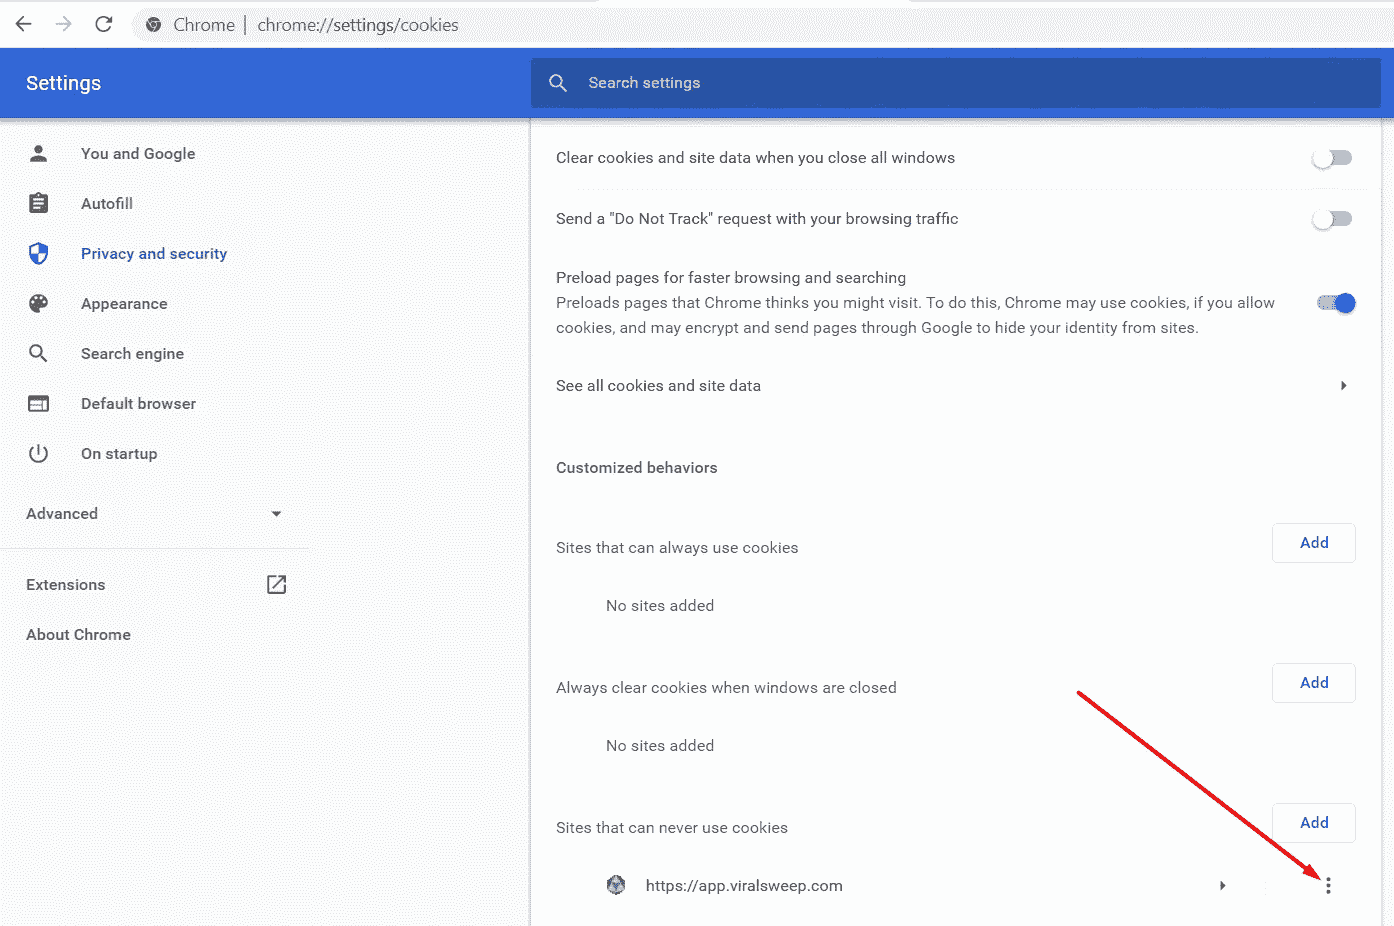 Chrome | chrome://settings/cookies
Settings
Search settings
You and Google
Autofill
Privacy and security
Appearance
Search engine
Default browser
On startup
Advanced
Extensions
About Chrome
Clear cookies and site data when you close all windows
Send a "Do Not Track" request with your browsing traffic
Preload pages for faster browsing and searching
Preloads pages that Chrome thinks you might visit. To do this, Chrome may use cookies, if you allow
cookies, and may encrypt and send pages through Google to hide your identity from sites.
See all cookies and site data
Customized behaviors
Sites that can always use cookies
Add
No sites added
Always clear cookies when windows are closed
Add
No sites added
Sites that can never use cookies
Add
https://app.viralsweep.com